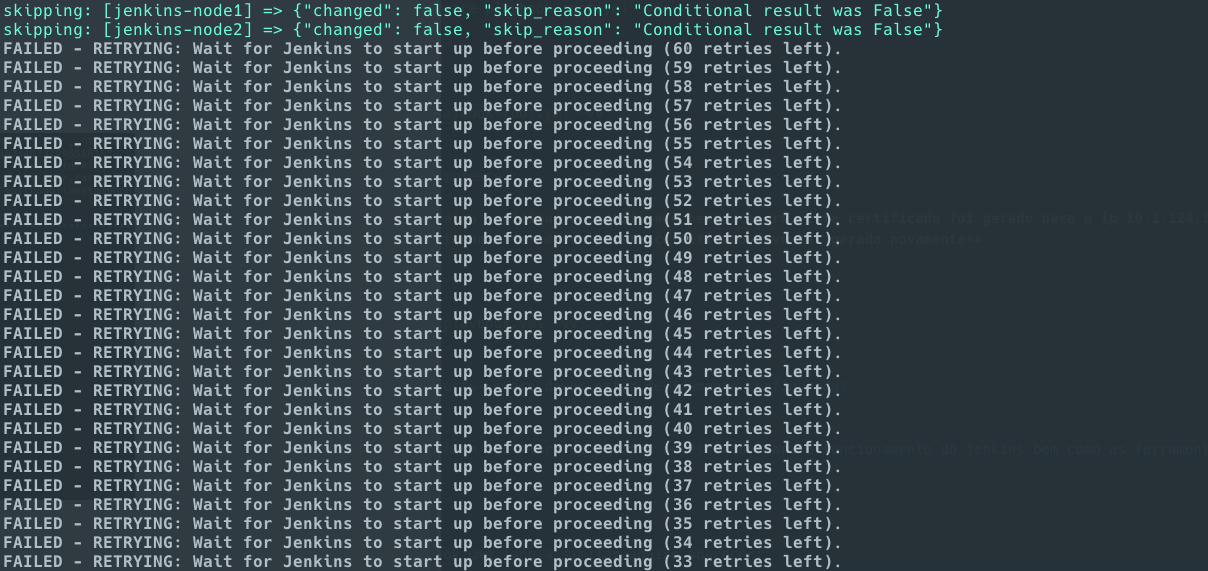 skipping: [jenkins-node1] => {"changed": false, "skip_reason": "Conditional result was False"}
skipping: [jenkins-node2] => {"changed": false, "skip_reason": "Conditional result was False"}
FAILED - RETRYING: Wait for Jenkins to start up before proceeding (60 retries left).
FAILED - RETRYING: Wait for Jenkins to start up before proceeding (59 retries left).
FAILED - RETRYING: Wait for Jenkins to start up before proceeding (58 retries left).
FAILED - RETRYING: Wait for Jenkins to start up before proceeding (57 retries left).
FAILED - RETRYING: Wait for Jenkins to start up before proceeding (56 retries left).
FAILED - RETRYING: Wait for Jenkins to start up before proceeding (55 retries left).
FAILED - RETRYING: Wait for Jenkins to start up before proceeding (54 retries left).
FAILED - RETRYING: Wait for Jenkins to start up before proceeding (53 retries left).
FAILED - RETRYING: Wait for Jenkins to start up before proceeding (52 retries left).
FAILED - RETRYING: Wait for Jenkins to start up before proceeding (51 retries left).
FAILED - RETRYING: Wait for Jenkins to start up before proceeding (50 retries left).
FAILED - RETRYING: Wait for Jenkins to start up before proceeding (49 retries left).
FAILED - RETRYING: Wait for Jenkins to start up before proceeding (48 retries left).
FAILED - RETRYING: Wait for Jenkins to start up before proceeding (47 retries left).
FAILED - RETRYING: Wait for Jenkins to start up before proceeding (46 retries left).
FAILED - RETRYING: Wait for Jenkins to start up before proceeding (45 retries left).
FAILED - RETRYING: Wait for Jenkins to start up before proceeding (44 retries left).
FAILED - RETRYING: Wait for Jenkins to start up before proceeding (43 retries left).
FAILED - RETRYING: Wait for Jenkins to start up before proceeding (42 retries left).
FAILED - RETRYING: Wait for Jenkins to start up before proceeding (41 retries left).
FAILED - RETRYING: Wait for Jenkins to start up before proceeding (40 retries left).
FAILED - RETRYING: Wait for Jenkins to start up before proceeding (39 retries left).
FAILED - RETRYING: Wait for Jenkins to start up before proceeding (38 retries left).
FAILED - RETRYING: Wait for Jenkins to start up before proceeding (37 retries left).
FAILED - RETRYING: Wait for Jenkins to start up before proceeding (36 retries left).
FAILED - RETRYING: Wait for Jenkins to start up before proceeding (35 retries left).
FAILED - RETRYING: Wait for Jenkins to start up before proceeding (34 retries left).
FAILED - RETRYING: Wait for Jenkins to start up before proceeding (33 retries left).